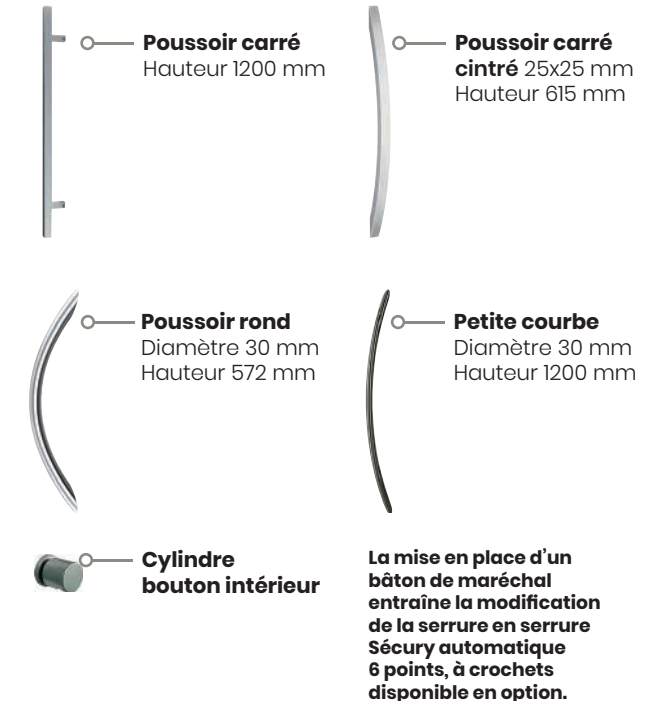 Poussoir carré
Hauteur 1200 mm
Poussoir carré
cintré 25x25 mm
Hauteur 615 mm
Poussoir rond
Diamètre 30 mm
Hauteur 572 mm
Petite courbe
Diamètre 30 mm
Hauteur 1200 mm
Cylindre
bouton intérieur
La mise en place d'un
bâton de maréchal
entraîne la modification
de la serrure en serrure
Sécury automatique
6 points, à crochets
disponible en option.